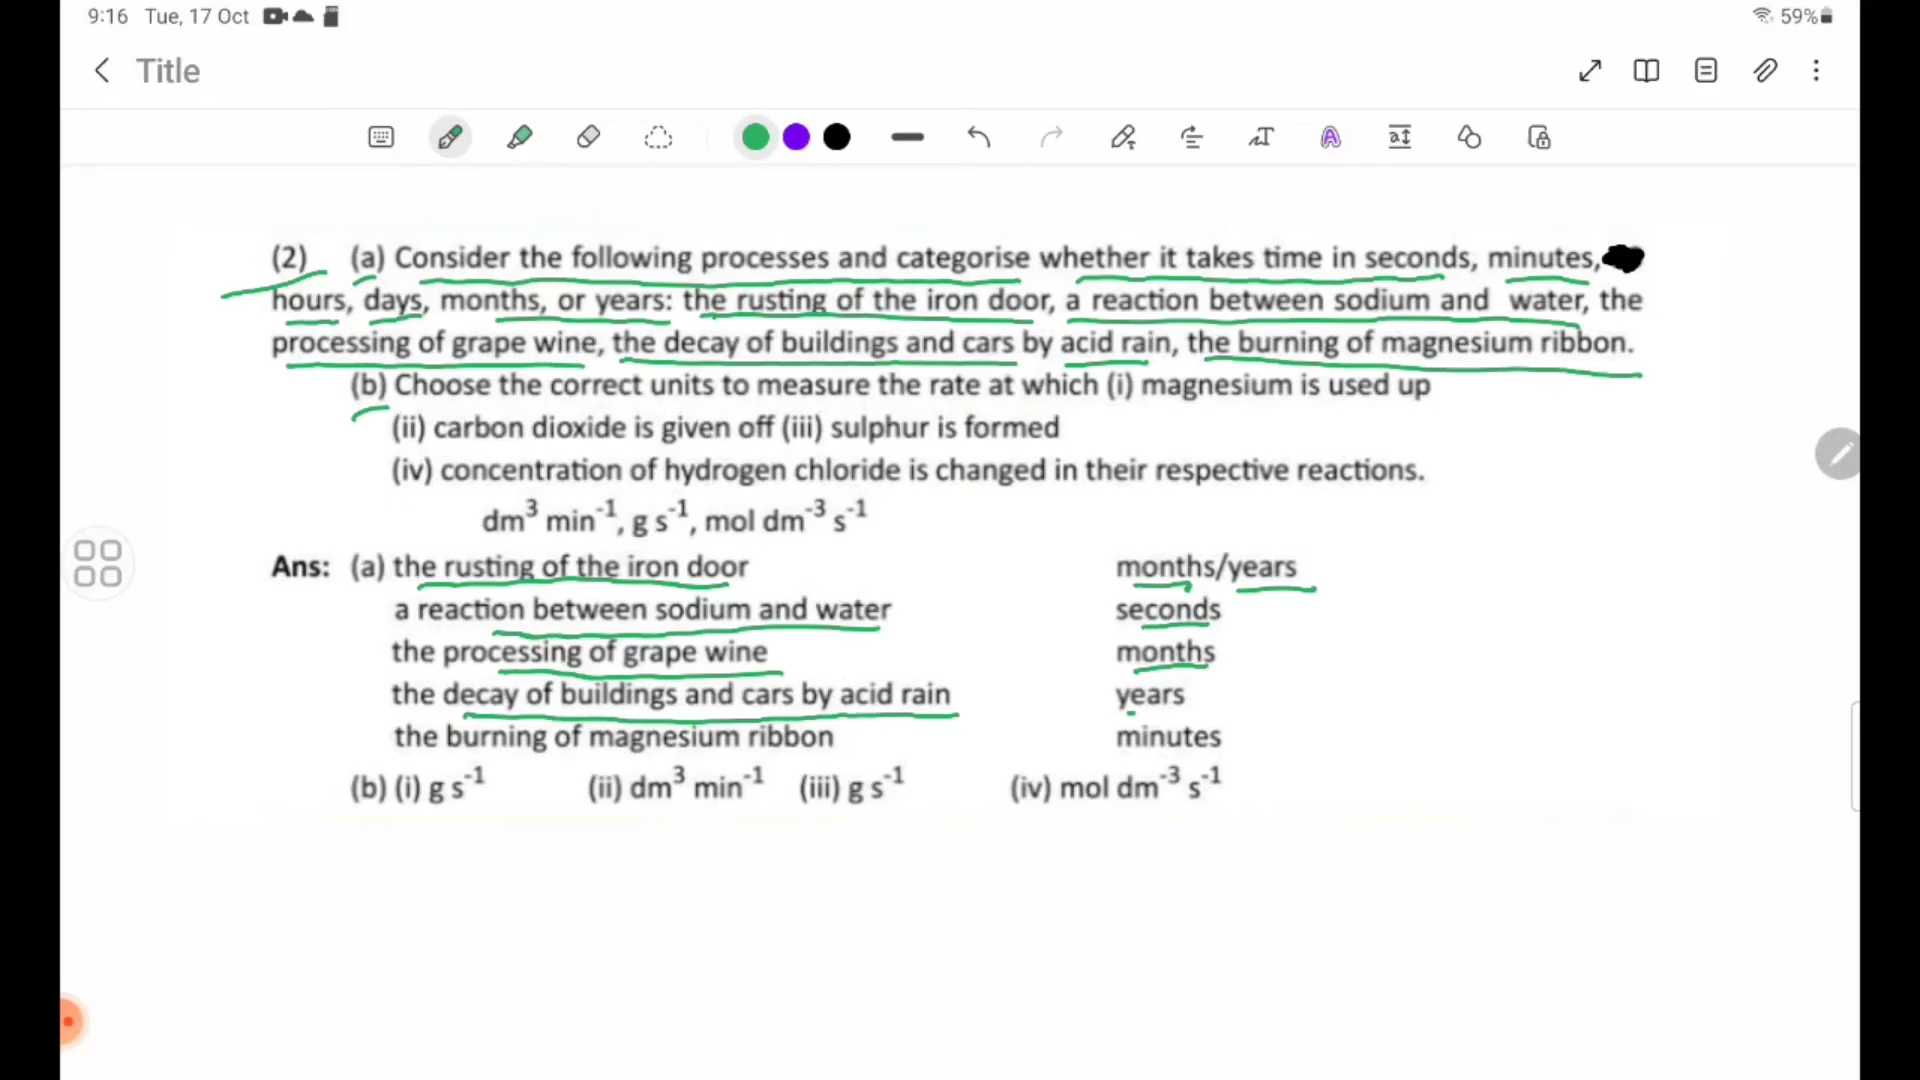 9:16 Tue, 17 Oct 59%
Title
(2) (a) Consider the following processes and categorise whether it takes time in seconds, minutes,
hours, days, months, or years: the rusting of the iron door, a reaction between sodium and water, the
processing of grape wine, the decay of buildings and cars by acid rain, the burning of magnesium ribbon.
(b) Choose the correct units to measure the rate at which (i) magnesium is used up
(ii) carbon dioxide is given off (iii) sulphur is formed
(iv) concentration of hydrogen chloride is changed in their respective reactions.
dm³ min⁻¹, g s⁻¹, mol dm⁻³ s⁻¹
Ans: (a) the rusting of the iron door months/years
a reaction between sodium and water seconds
the processing of grape wine months
the decay of buildings and cars by acid rain years
the burning of magnesium ribbon minutes
(b) (i) g s⁻¹ (ii) dm³ min⁻¹ (iii) g s⁻¹ (iv) mol dm⁻³ s⁻¹